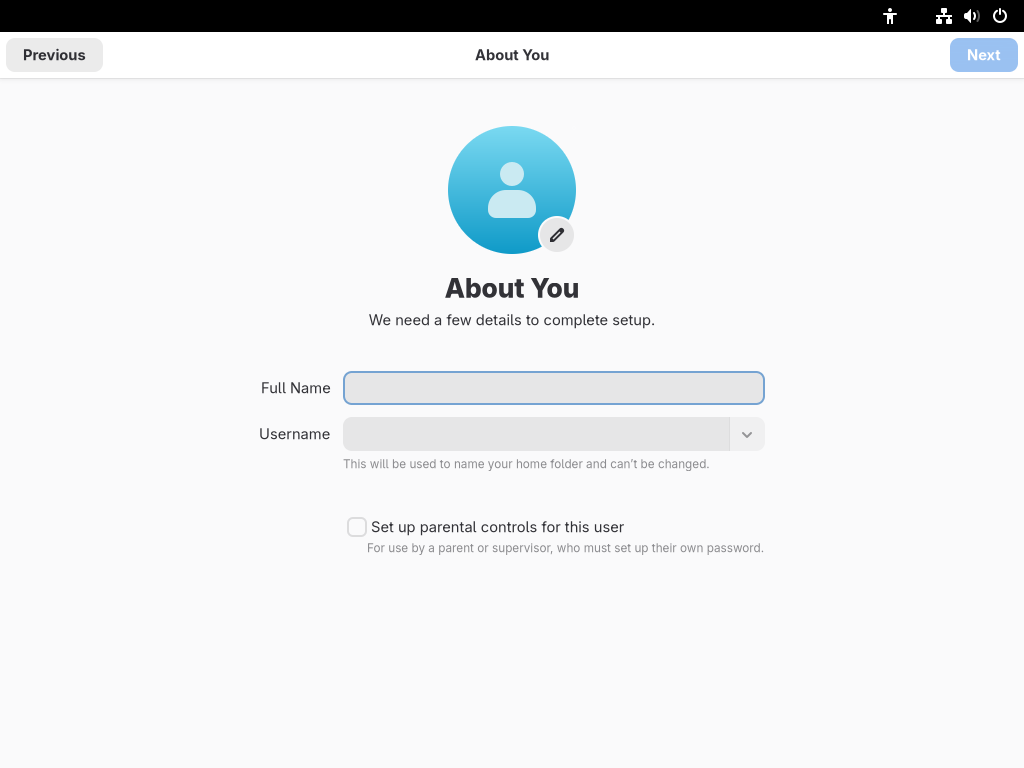 Previous
About You
Next
About You
We need a few details to complete setup.
Full Name
Username
This will be used to name your home folder and can't be changed.
Set up parental controls for this user
For use by a parent or supervisor, who must set up their own password.